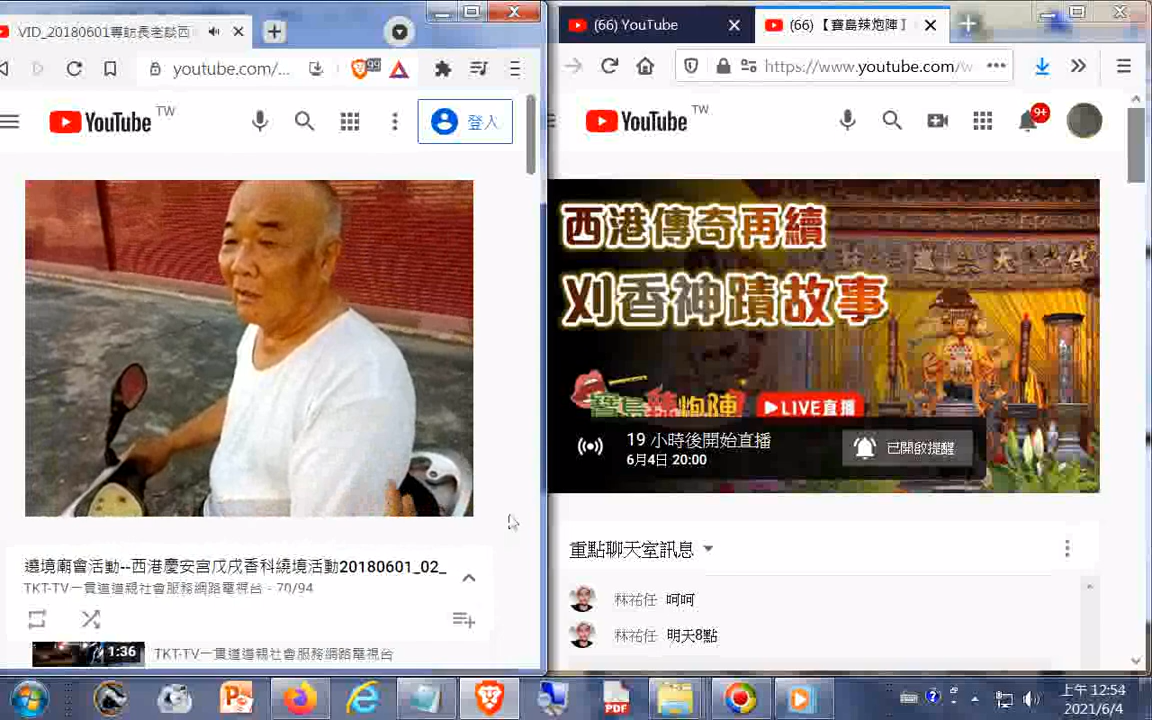 VID_20180601專訪長老談西
(66) YouTube
(66) 【寶島辣炮陣】
youtube.com/...
99
https://www.youtube.com/w
YouTube TW
登入
YouTube TW
9+
西港傳奇再續
刈香神蹟故事
寶島辣炮陣
LIVE直播
19 小時後開始直播
6月4日 20:00
已開啟提醒
遶境廟會活動--西港慶安宮戊戌香科繞境活動20180601_02_
TKT-TV一貫道道親社會服務網路電視台 - 70/94
1:36
TKT-TV一貫道道親社會服務網路電視台
重點聊天室訊息
林祐任 呵呵
林祐任 明天8點
PDF
上午 12:54
2021/6/4